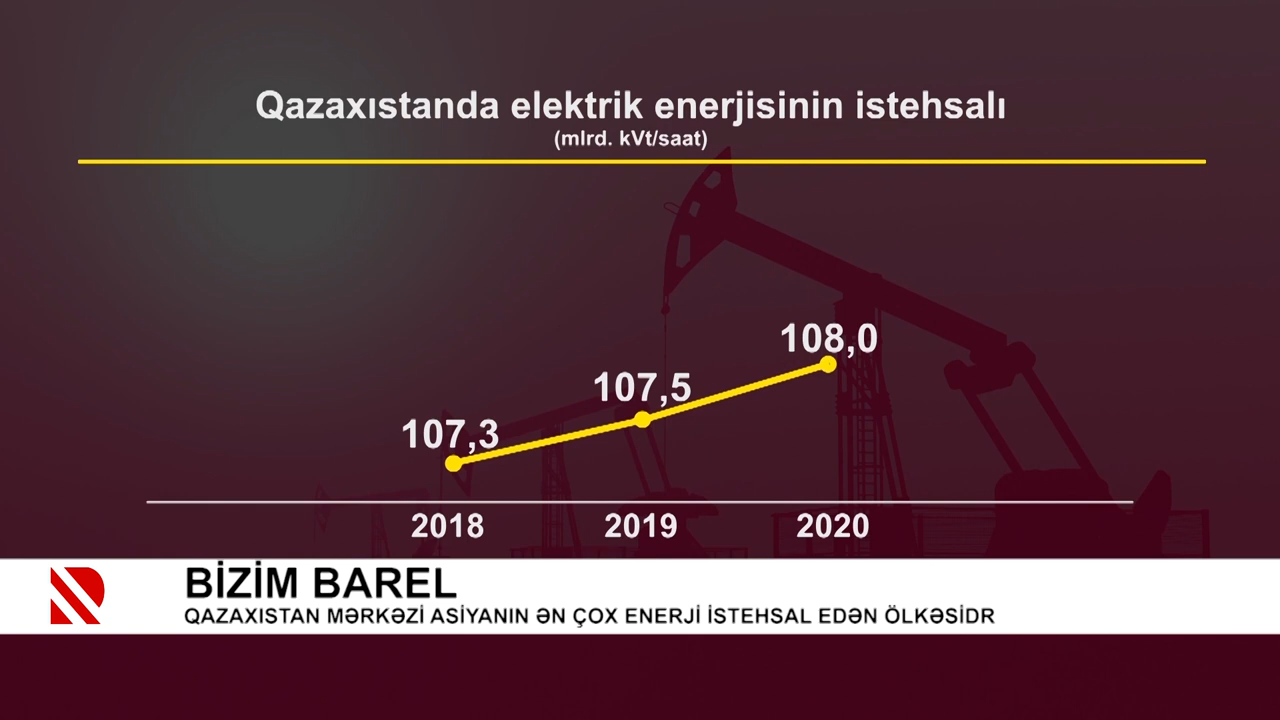 Qazaxıstanda elektrik enerjisinin istehsalı
(mlrd. kVt/saat)
108,0
107,5
107,3
2018 2019 2020
BİZİM BAREL
QAZAXISTAN MƏRKƏZİ ASİYANIN ƏN ÇOX ENERJİ İSTEHSAL EDƏN ÖLKƏSİDR